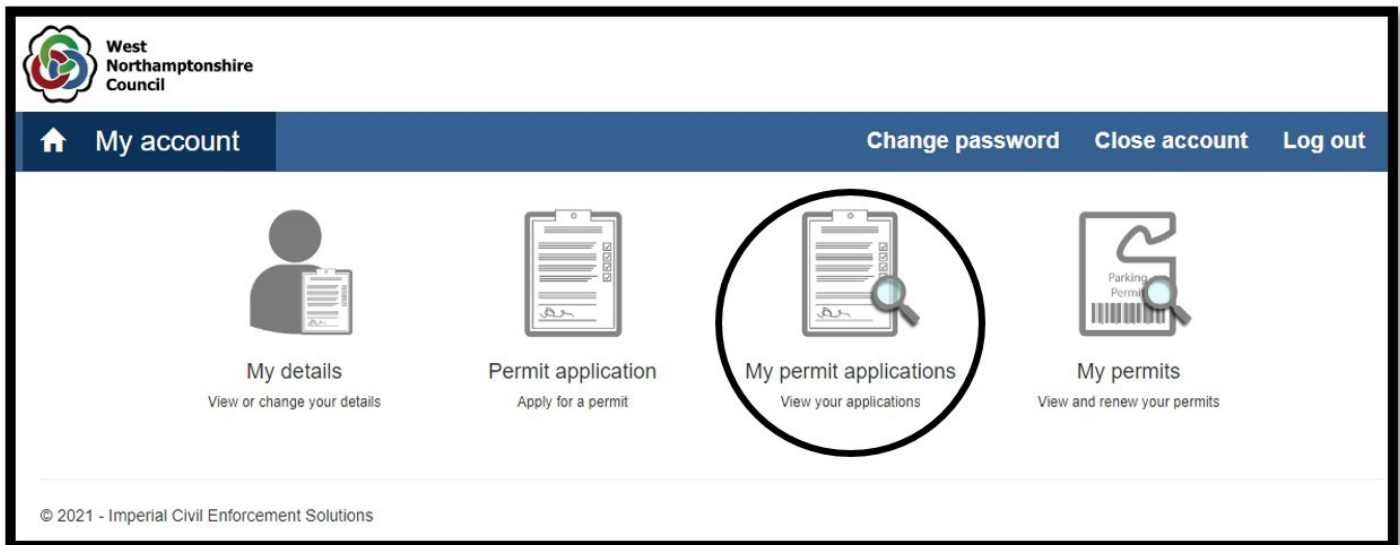 West
Northamptonshire
Council
My account
Change password
Close account
Log out
My details
View or change your details
Permit application
Apply for a permit
My permit applications
View your applications
Parking
Permit
My permits
View and renew your permits
© 2021 - Imperial Civil Enforcement Solutions